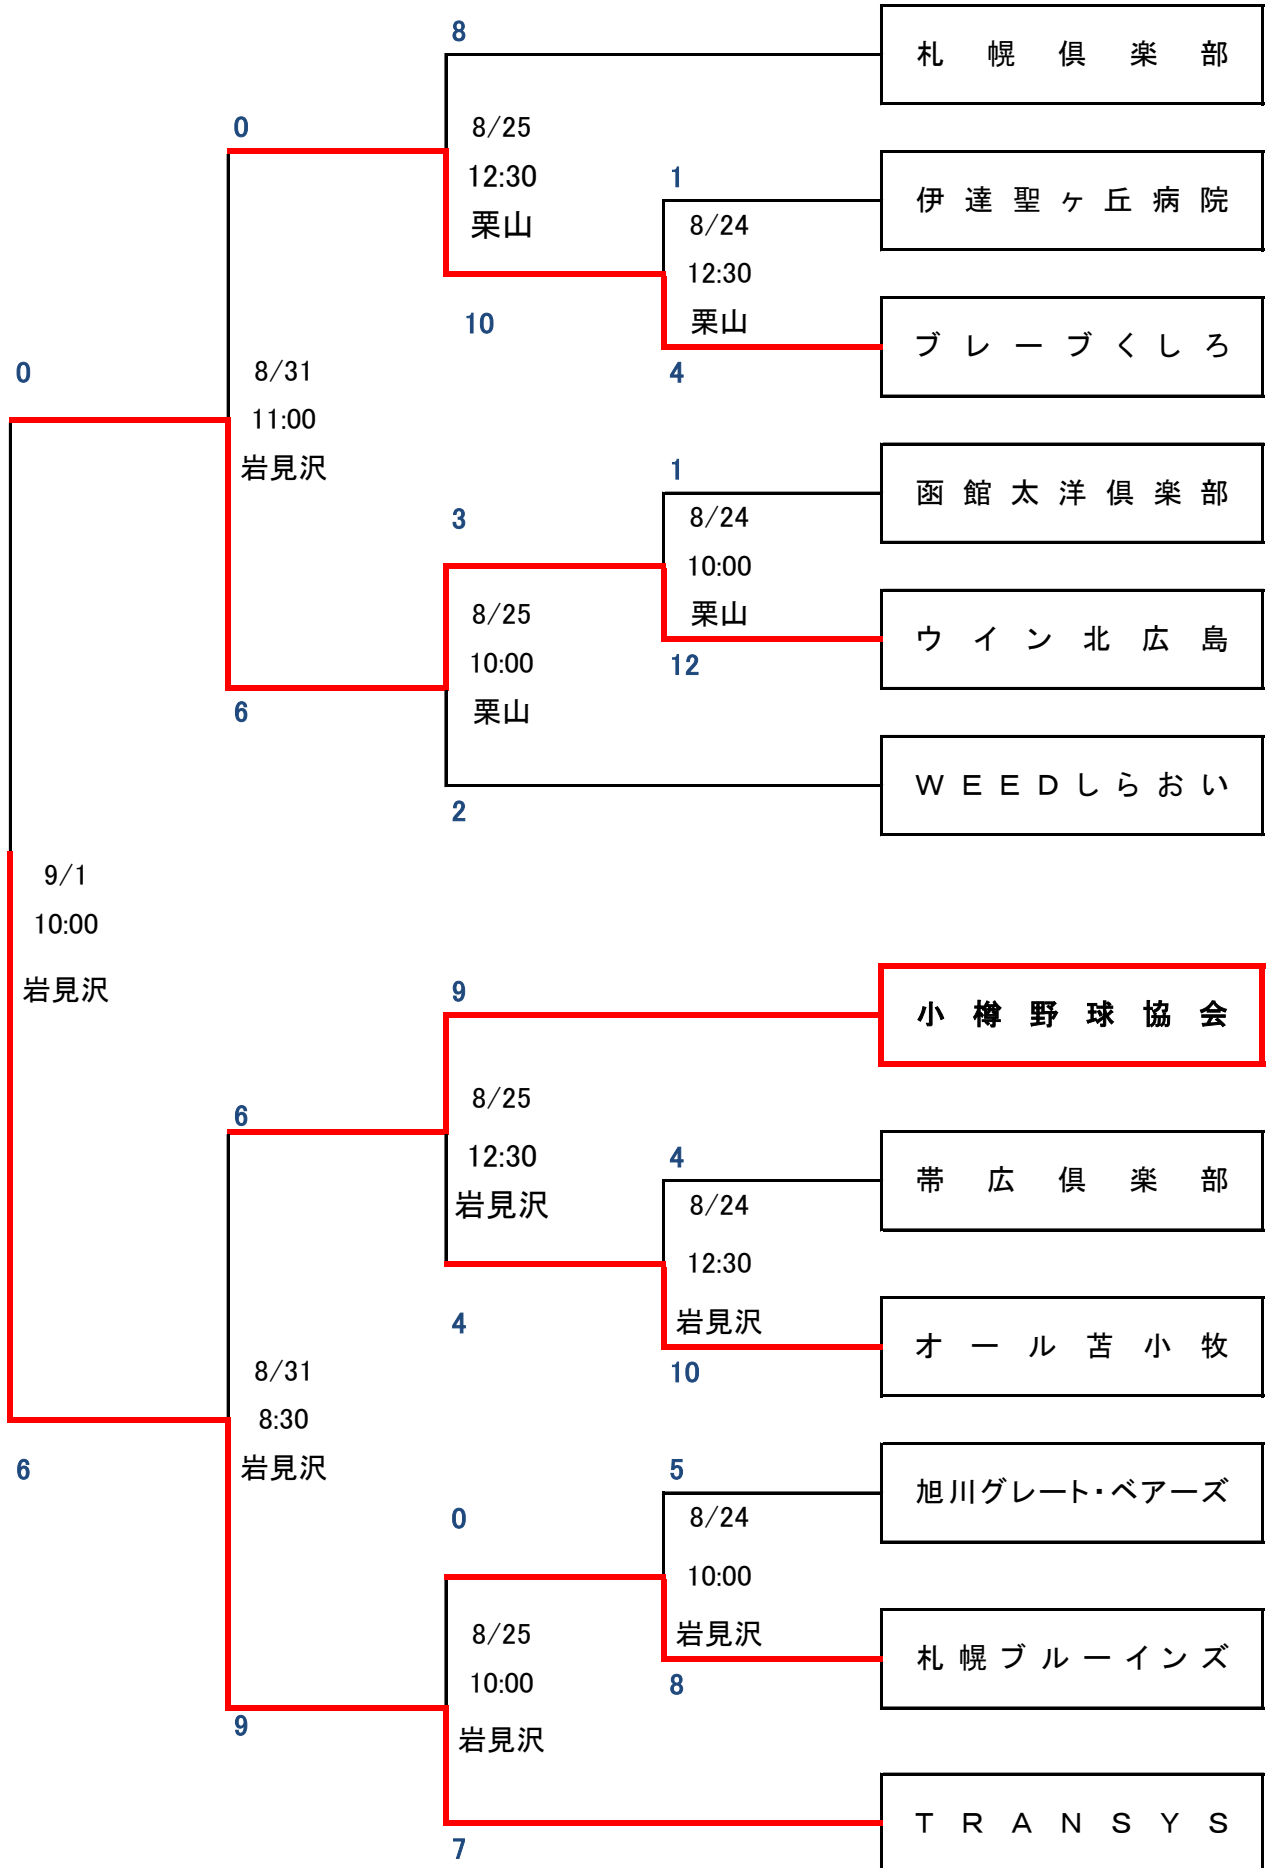 8
札幌倶楽部
0
8/25
12:30
栗山
1
伊達聖ヶ丘病院
8/24
12:30
栗山
10
ブレーブくしろ
4
0
8/31
11:00
岩見沢
1
函館太洋倶楽部
3
8/24
10:00
栗山
8/25
10:00
栗山
ウイン北広島
12
6
WEEDしらおい
2
9/1
10:00
岩見沢
9
小樽野球協会
6
8/25
12:30
岩見沢
4
帯広倶楽部
8/24
12:30
岩見沢
4
オール苫小牧
10
8/31
8:30
岩見沢
6
5
旭川グレート・ベアーズ
0
8/24
10:00
岩見沢
8/25
10:00
岩見沢
札幌ブルーインズ
8
9
TRANSYS
7